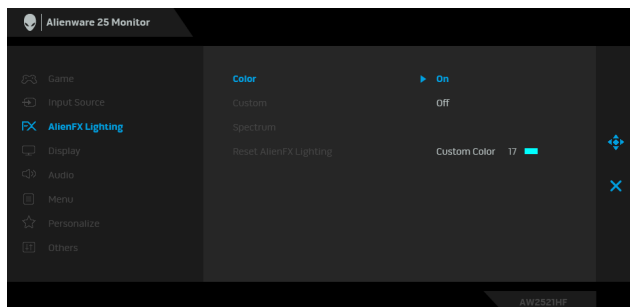 Alienware 25 Monitor
Game
Input Source
FX AlienFX Lighting
Display
Audio
Menu
Personalize
Others
Color
Custom
Spectrum
Reset AlienFX Lighting
On
Off
Custom Color 17
AW2521HF